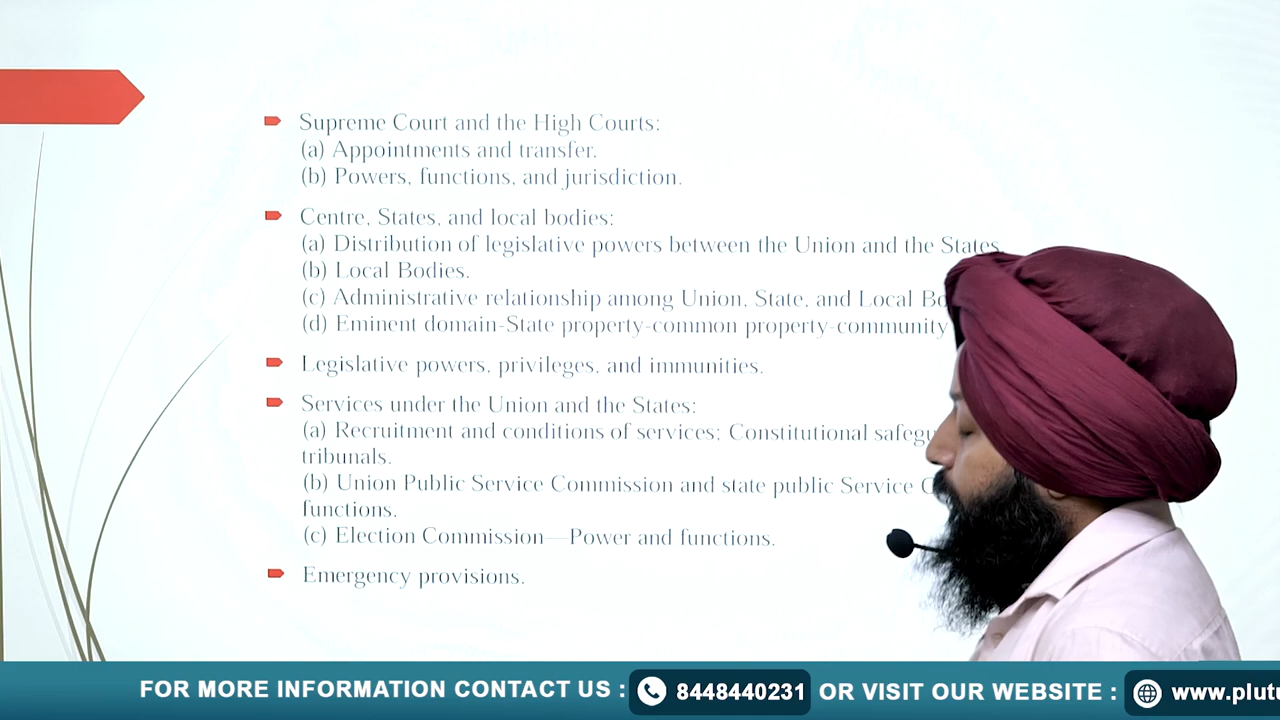 Supreme Court and the High Courts:
(a) Appointments and transfer.
(b) Powers, functions, and jurisdiction.
Centre, States, and local bodies:
(a) Distribution of legislative powers between the Union and the States.
(b) Local Bodies.
(c) Administrative relationship among Union, State, and Local
(d) Eminent domain-State property-common property-community
Legislative powers, privileges, and immunities.
Services under the Union and the States:
(a) Recruitment and conditions of services; Constitutional
tribunals.
(b) Union Public Service Commission and state public Service
functions.
(c) Election Commission—Power and functions.
Emergency provisions.
FOR MORE INFORMATION CONTACT US : 8448440231 OR VISIT OUR WEBSITE :